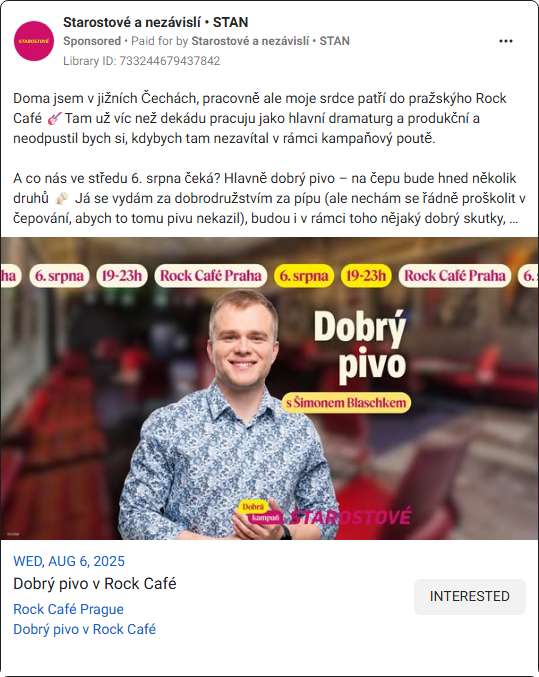 Starostové a nezávislí • STAN
Sponsored • Paid for by Starostové a nezávislí • STAN
Library ID: 733244679437842
STAROSTOVÉ
Doma jsem v jižních Čechách, pracovně ale moje srdce patří do pražskýho Rock
Café 🎸 Tam už víc než dekádu pracuju jako hlavní dramaturg a produkční a
neodpustil bych si, kdybych tam nezavítal v rámci kampaňový poutě.
A co nás ve středu 6. srpna čeká? Hlavně dobrý pivo – na čepu bude hned několik
druhů 🍻 Já se vydám za dobrodružstvím za pípu (ale nechám se řádně proškolit v
čepování, abych to tomu pivu nekazil), budou i v rámci toho nějaký dobrý skutky, ...
ha 6. srpna 19-23h Rock Café Praha 6. srpna 19-23h Rock Café Praha 6.
Dobrý
pivo
s Šimonem Blaschkem
Dobrá
kampaň
STAROSTOVÉ
WED, AUG 6, 2025
Dobrý pivo v Rock Café
Rock Café Prague
Dobrý pivo v Rock Café
INTERESTED